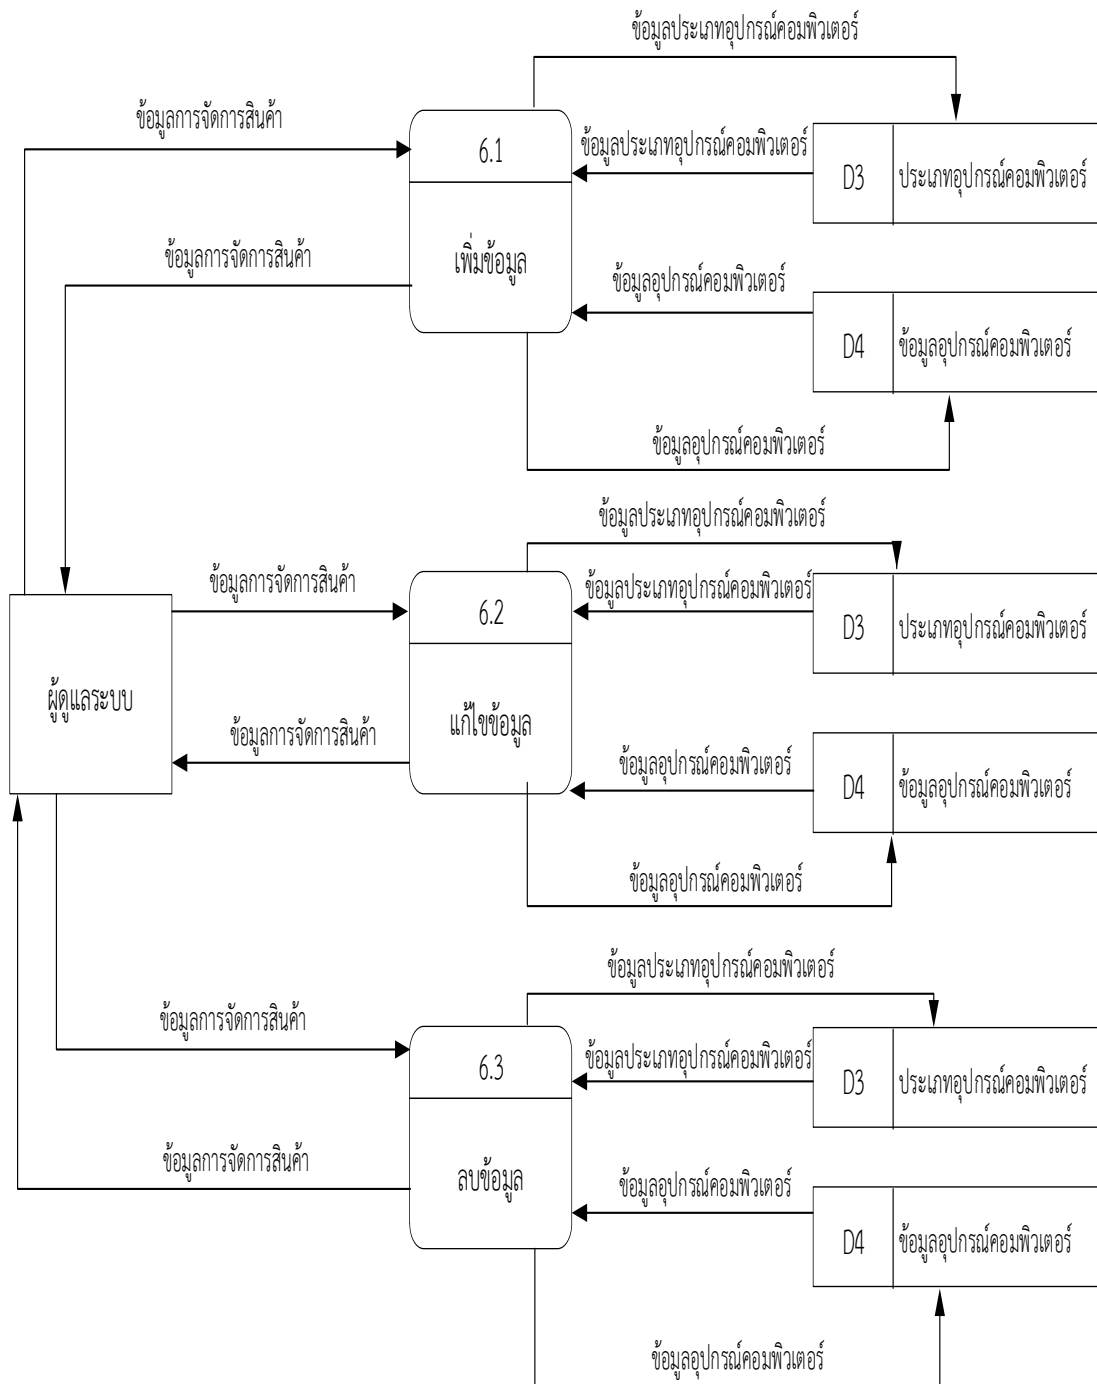 ข้อมูลประเภทอุปกรณ์คอมพิวเตอร์
ข้อมูลการจัดการสินค้า
6.1
ข้อมูลประเภทอุปกรณ์คอมพิวเตอร์
D3
ประเภทอุปกรณ์คอมพิวเตอร์
ข้อมูลการจัดการสินค้า
เพิ่มข้อมูล
ข้อมูลอุปกรณ์คอมพิวเตอร์
D4
ข้อมูลอุปกรณ์คอมพิวเตอร์
ข้อมูลอุปกรณ์คอมพิวเตอร์
ข้อมูลประเภทอุปกรณ์คอมพิวเตอร์
ข้อมูลการจัดการสินค้า
6.2
ข้อมูลประเภทอุปกรณ์คอมพิวเตอร์
D3
ประเภทอุปกรณ์คอมพิวเตอร์
ผู้ดูแลระบบ
ข้อมูลการจัดการสินค้า
แก้ไขข้อมูล
ข้อมูลอุปกรณ์คอมพิวเตอร์
D4
ข้อมูลอุปกรณ์คอมพิวเตอร์
ข้อมูลอุปกรณ์คอมพิวเตอร์
ข้อมูลประเภทอุปกรณ์คอมพิวเตอร์
ข้อมูลการจัดการสินค้า
6.3
ข้อมูลประเภทอุปกรณ์คอมพิวเตอร์
D3
ประเภทอุปกรณ์คอมพิวเตอร์
ข้อมูลการจัดการสินค้า
ลบข้อมูล
ข้อมูลอุปกรณ์คอมพิวเตอร์
D4
ข้อมูลอุปกรณ์คอมพิวเตอร์
ข้อมูลอุปกรณ์คอมพิวเตอร์